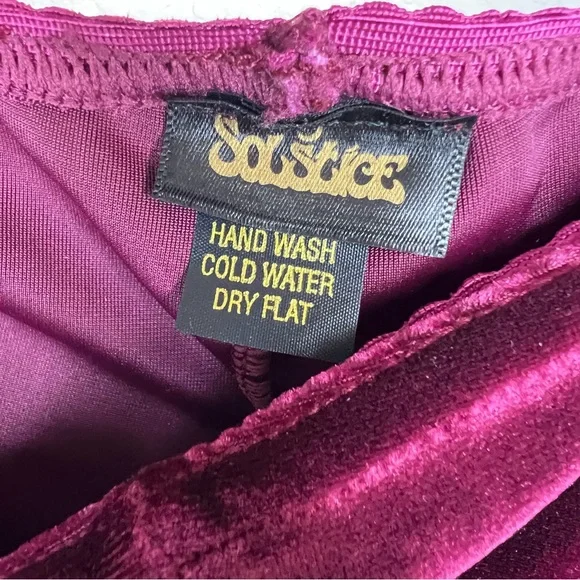 SOLSTICE
HAND WASH
COLD WATER
DRY FLAT